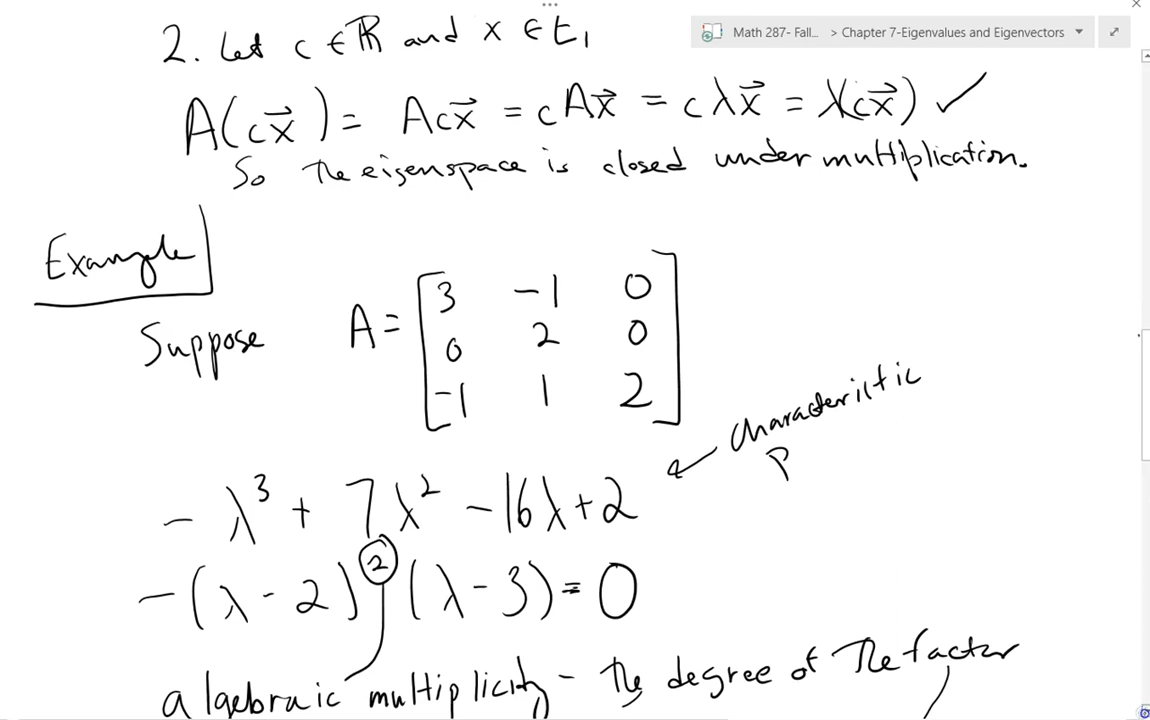 2. Let c ∈ ℝ and x ∈ E₁
Math 287- Fall... > Chapter 7-Eigenvalues and Eigenvectors
A(cx⃗) = Acx⃗ = cAx⃗ = cλx⃗ = λ(cx⃗) ✓
So the eigenspace is closed under multiplication.
Example
Suppose A = [3 -1 0
0 2 0
-1 1 2]
characteristic
P
- λ³ + 7λ² - 16λ + 2
- (λ - 2)² (λ - 3) = 0
algebraic multiplicity - the degree of the factor